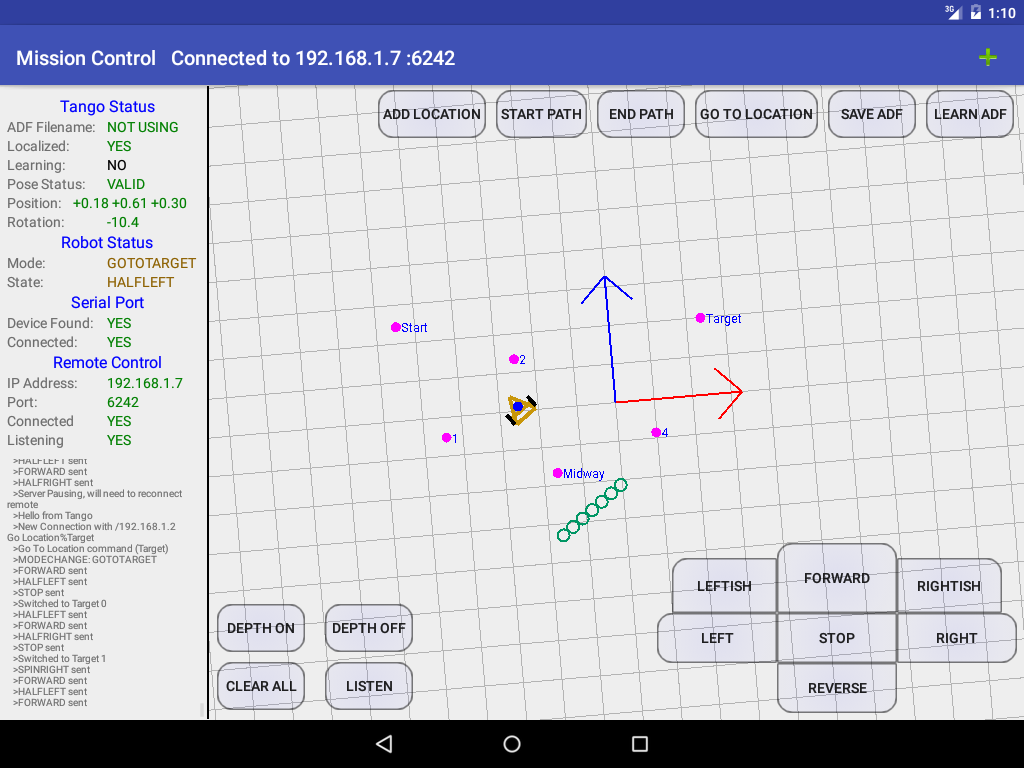 3G 1:10
Mission Control Connected to 192.168.1.7 :6242
Tango Status
ADF Filename: NOT USING
Localized: YES
Learning: NO
Pose Status: VALID
Position: +0.18 +0.61 +0.30
Rotation: -10.4
Robot Status
Mode: GOTOTARGET
State: HALFLEFT
Serial Port
Device Found: YES
Connected: YES
Remote Control
IP Address: 192.168.1.7
Port: 6242
Connected YES
Listening YES
>HALFLEFT sent
>FORWARD sent
>HALFRIGHT sent
>Server Pausing, will need to reconnect
remote
>Hello from Tango
>New Connection with /192.168.1.2
Go Location%Target
>Go To Location command (Target)
>MODECHANGE: GOTOTARGET
>FORWARD sent
>HALFLEFT sent
>STOP sent
>Switched to Target 0
>HALFLEFT sent
>FORWARD sent
>HALFRIGHT sent
>STOP sent
>Switched to Target 1
>SPINRIGHT sent
>FORWARD sent
>HALFLEFT sent
>FORWARD sent
ADD LOCATION START PATH END PATH GO TO LOCATION SAVE ADF LEARN ADF
Target
Start
2
4
1
Midway
DEPTH ON DEPTH OFF
CLEAR ALL LISTEN
LEFTISH FORWARD RIGHTISH
LEFT STOP RIGHT
REVERSE